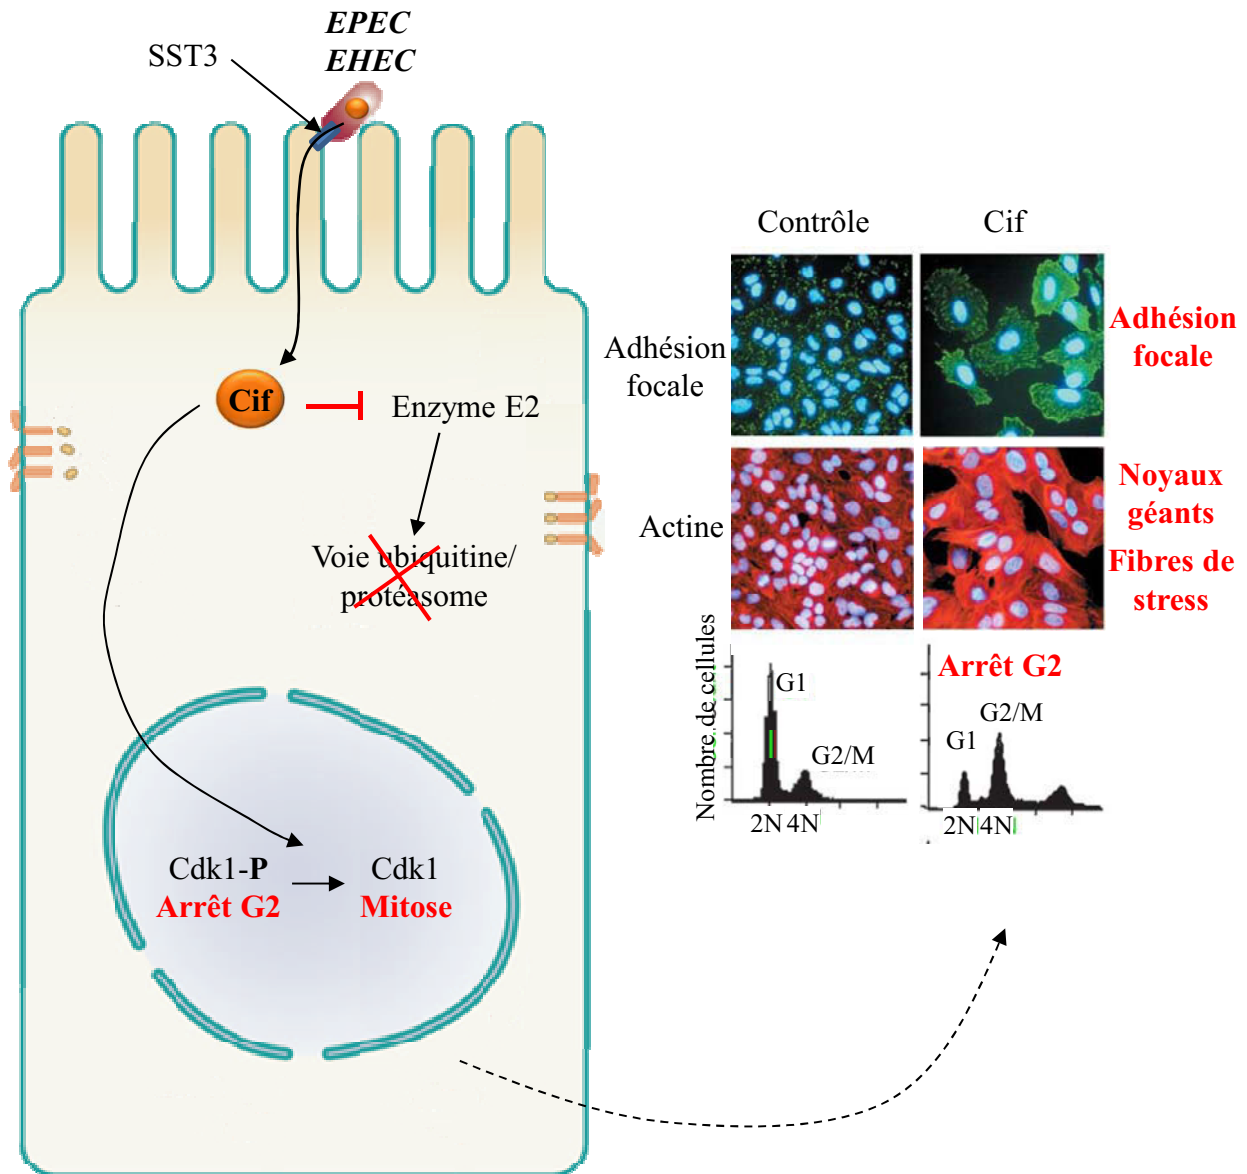 EPEC
EHEC
SST3
Cif
Enzyme E2
Voie ubiquitine/
protéasome
Cdk1-P
Arrêt G2
Cdk1
Mitose
Contrôle
Cif
Adhésion
focale
Adhésion
focale
Actine
Noyaux
géants
Fibres de
stress
Nombre de cellules
G1
G2/M
2N 4N
Arrêt G2
G1
G2/M
2N 4N